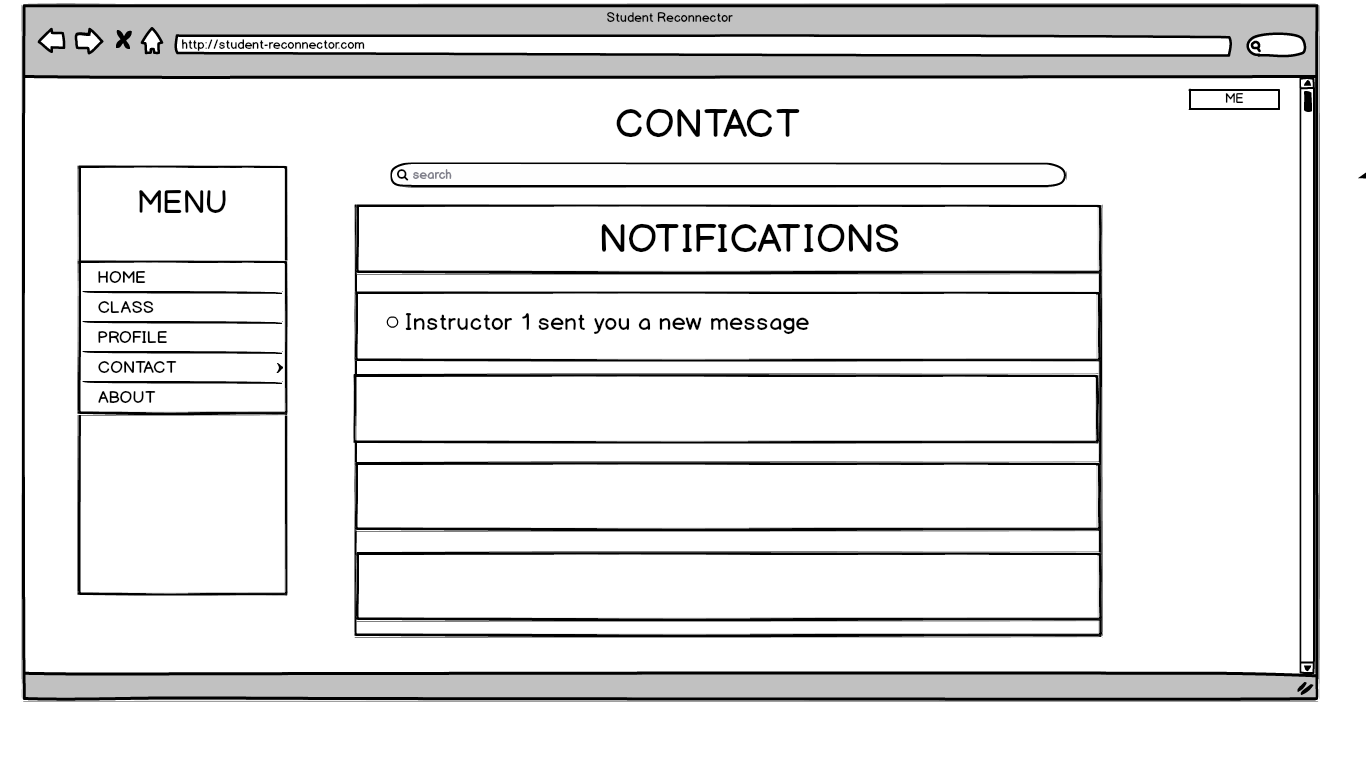 Student Reconnector
http://student-reconnector.com
ME
CONTACT
search
MENU
HOME
CLASS
PROFILE
CONTACT
ABOUT
NOTIFICATIONS
Instructor 1 sent you a new message